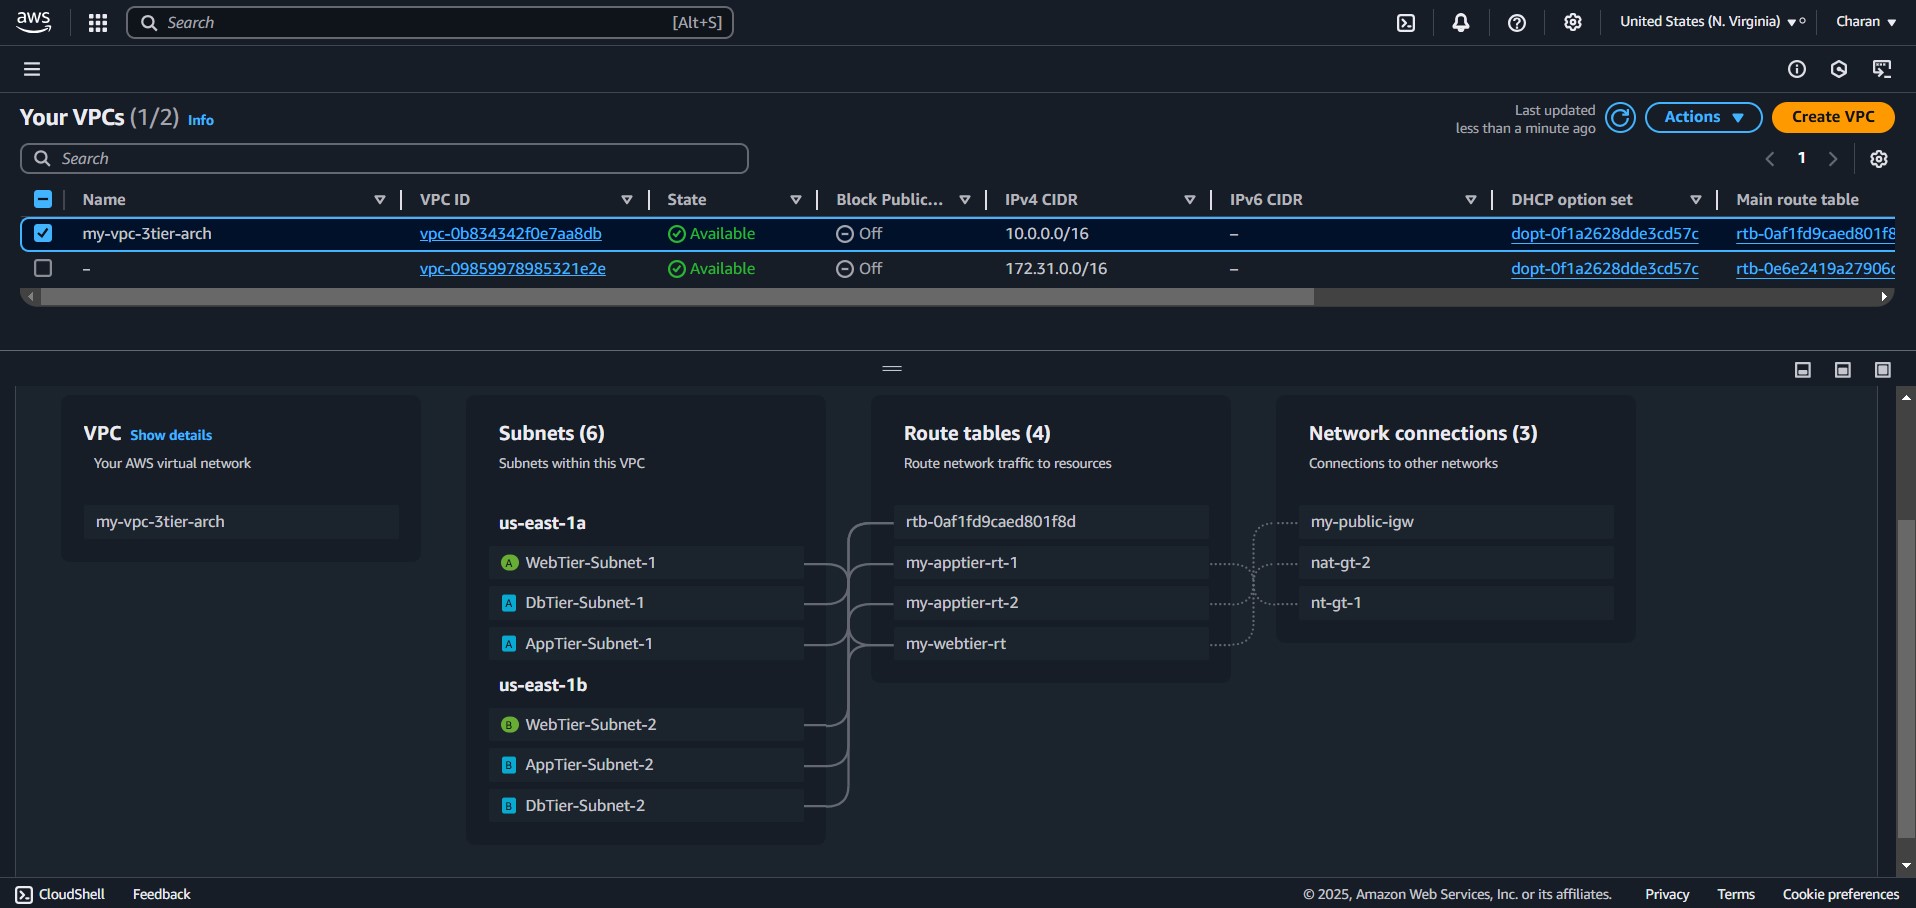 aws
Search [Alt+S]
United States (N. Virginia)
Charan
Your VPCs (1/2) Info
Last updated
less than a minute ago
Actions
Create VPC
Search
1
Name VPC ID State Block Public... IPv4 CIDR IPv6 CIDR DHCP option set Main route table
my-vpc-3tier-arch vpc-0b834342f0e7aa8db Available Off 10.0.0.0/16 – dopt-0f1a2628dde3cd57c rtb-0af1fd9caed801f8
– vpc-09859978985321e2e Available Off 172.31.0.0/16 – dopt-0f1a2628dde3cd57c rtb-0e6e2419a27906c
VPC Show details
Your AWS virtual network
my-vpc-3tier-arch
Subnets (6)
Subnets within this VPC
us-east-1a
A WebTier-Subnet-1
A DbTier-Subnet-1
A AppTier-Subnet-1
us-east-1b
B WebTier-Subnet-2
B AppTier-Subnet-2
B DbTier-Subnet-2
Route tables (4)
Route network traffic to resources
rtb-0af1fd9caed801f8d
my-apptier-rt-1
my-apptier-rt-2
my-webtier-rt
Network connections (3)
Connections to other networks
my-public-igw
nat-gt-2
nt-gt-1
CloudShell Feedback
© 2025, Amazon Web Services, Inc. or its affiliates. Privacy Terms Cookie preferences